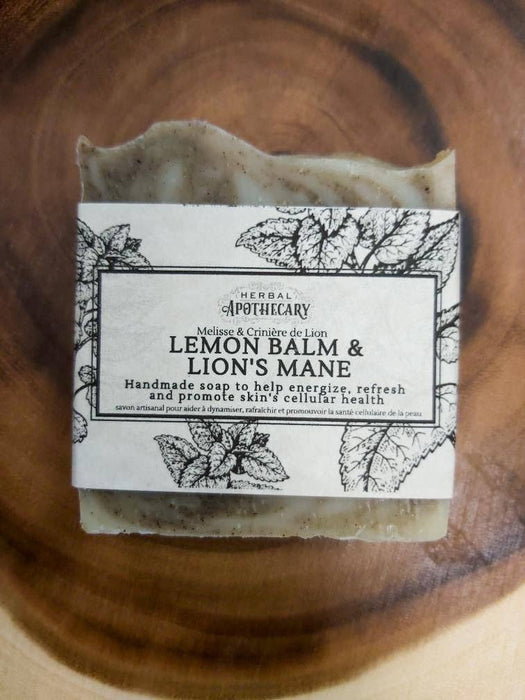 HERBAL
APOTHECARY
Melisse & Crinière de Lion
LEMON BALM &
LION'S MANE
Handmade soap to help energize, refresh
and promote skin's cellular health
savon artisanal pour aider à dynamiser, rafraîchir et promouvoir la santé cellulaire de la peau